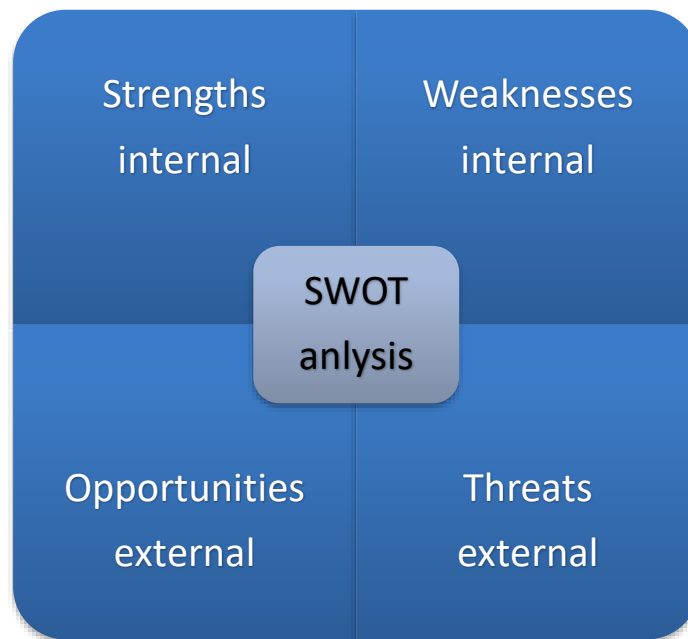 Strengths
internal
Weaknesses
internal
SWOT
anlysis
Opportunities
external
Threats
external